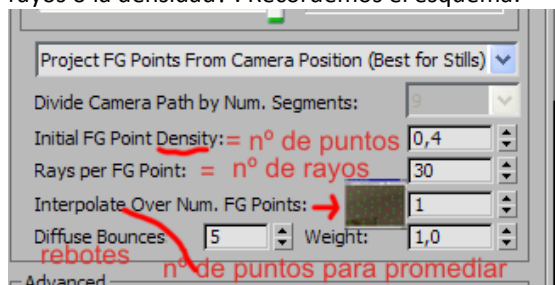 rayos o la densidad?. Recordemos el esquema:
Project FG Points From Camera Position (Best for Stills)
Divide Camera Path by Num. Segments: 9
Initial FG Point Density: = nº de puntos 0,4
Rays per FG Point: = nº de rayos 30
Interpolate Over Num. FG Points: 1
Diffuse Bounces 5 Weight: 1,0
rebotes
nº de puntos para promediar
Advanced